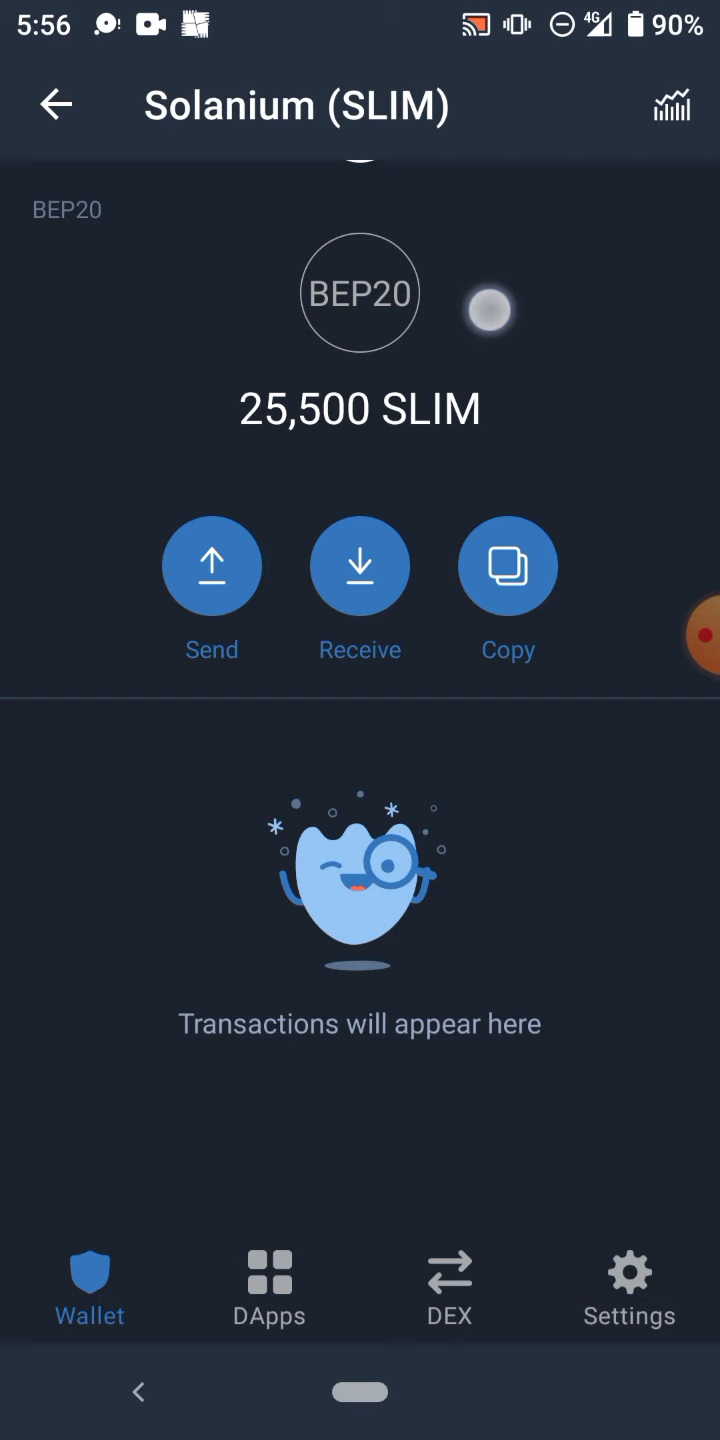 5:56
4G
90%
Solanium (SLIM)
BEP20
BEP20
25,500 SLIM
Send
Receive
Copy
Transactions will appear here
Wallet
DApps
DEX
Settings